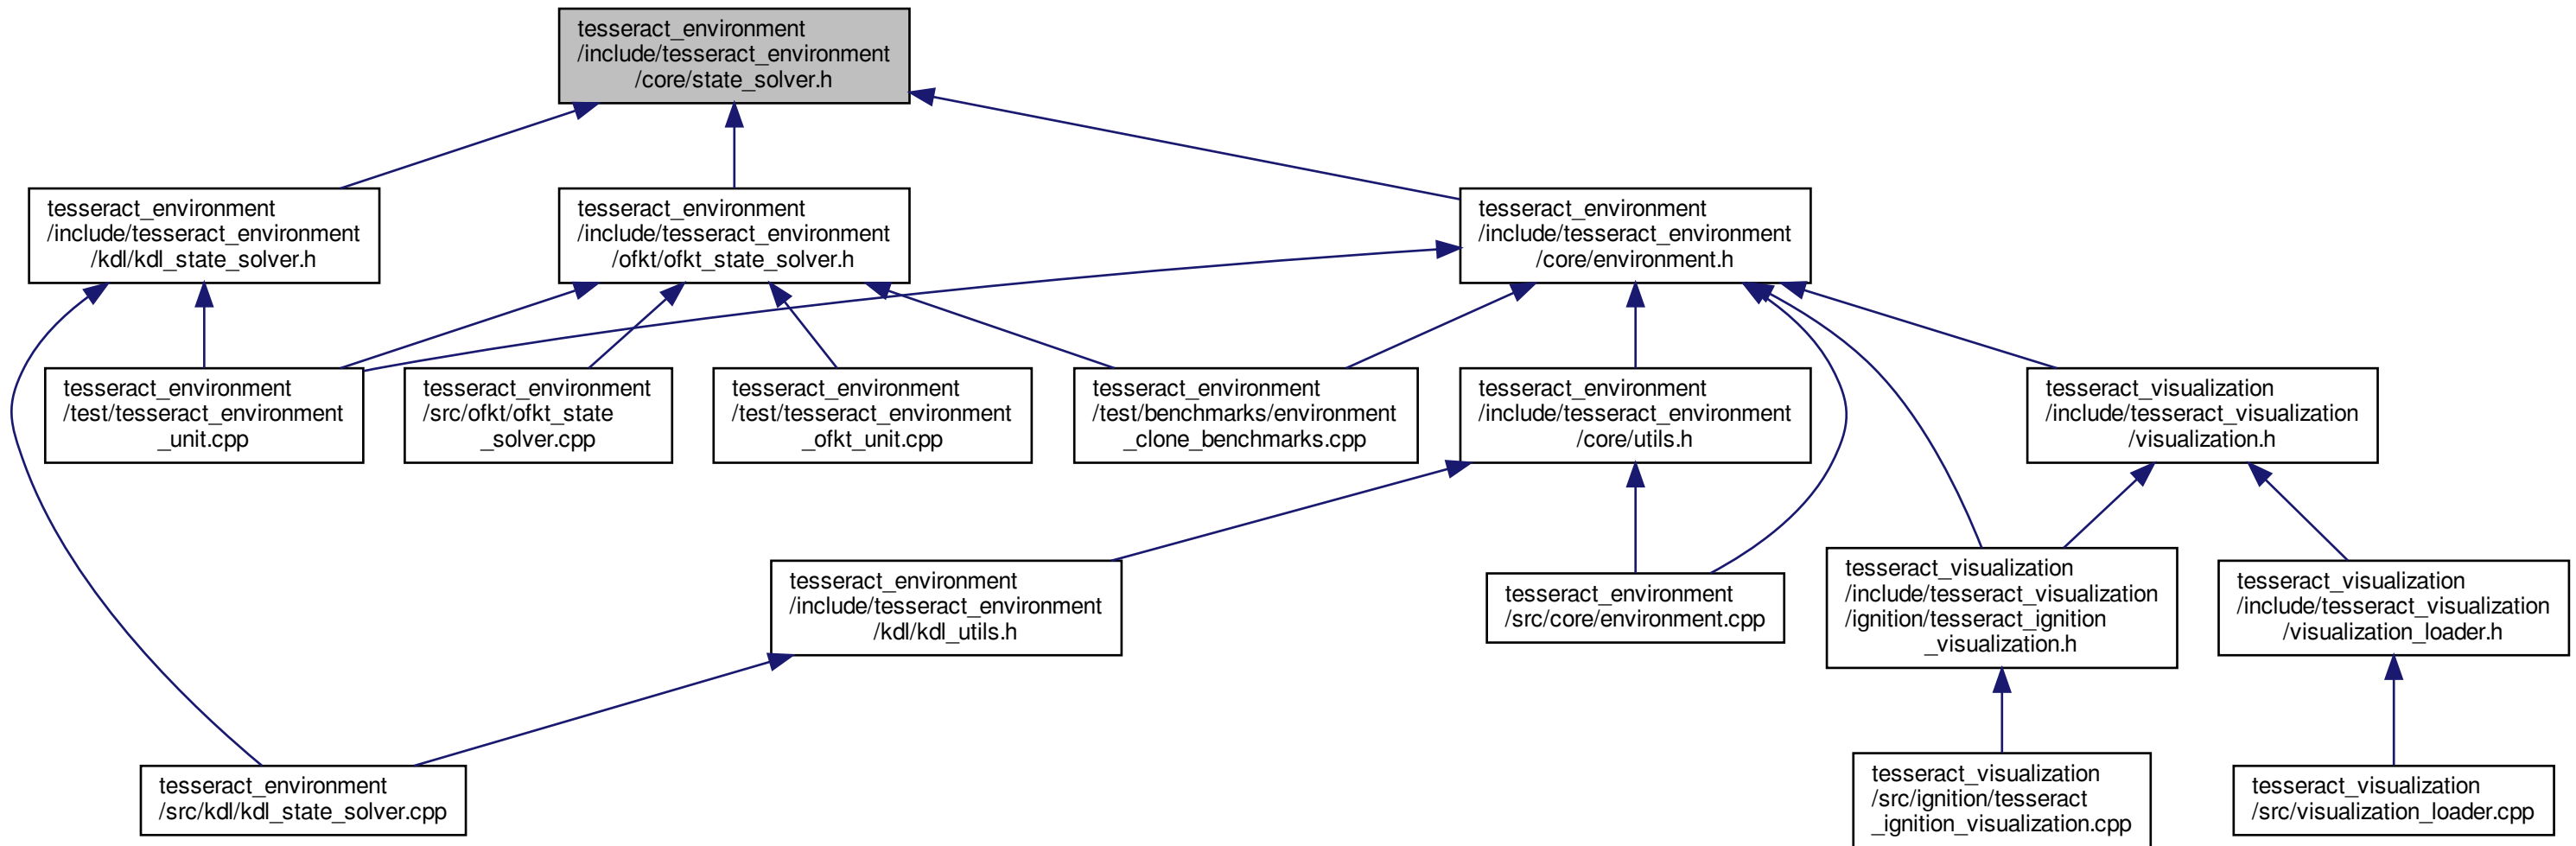 tesseract_environment
/include/tesseract_environment
/core/state_solver.h
tesseract_environment
/include/tesseract_environment
/kdl/kdl_state_solver.h
tesseract_environment
/include/tesseract_environment
/ofkt/ofkt_state_solver.h
tesseract_environment
/include/tesseract_environment
/core/environment.h
tesseract_environment
/test/tesseract_environment
_unit.cpp
tesseract_environment
/src/ofkt/ofkt_state
_solver.cpp
tesseract_environment
/test/tesseract_environment
_ofkt_unit.cpp
tesseract_environment
/test/benchmarks/environment
_clone_benchmarks.cpp
tesseract_environment
/include/tesseract_environment
/core/utils.h
tesseract_visualization
/include/tesseract_visualization
/visualization.h
tesseract_environment
/include/tesseract_environment
/kdl/kdl_utils.h
tesseract_environment
/src/core/environment.cpp
tesseract_visualization
/include/tesseract_visualization
/ignition/tesseract_ignition
_visualization.h
tesseract_visualization
/include/tesseract_visualization
/visualization_loader.h
tesseract_environment
/src/kdl/kdl_state_solver.cpp
tesseract_visualization
/src/ignition/tesseract
_ignition_visualization.cpp
tesseract_visualization
/src/visualization_loader.cpp